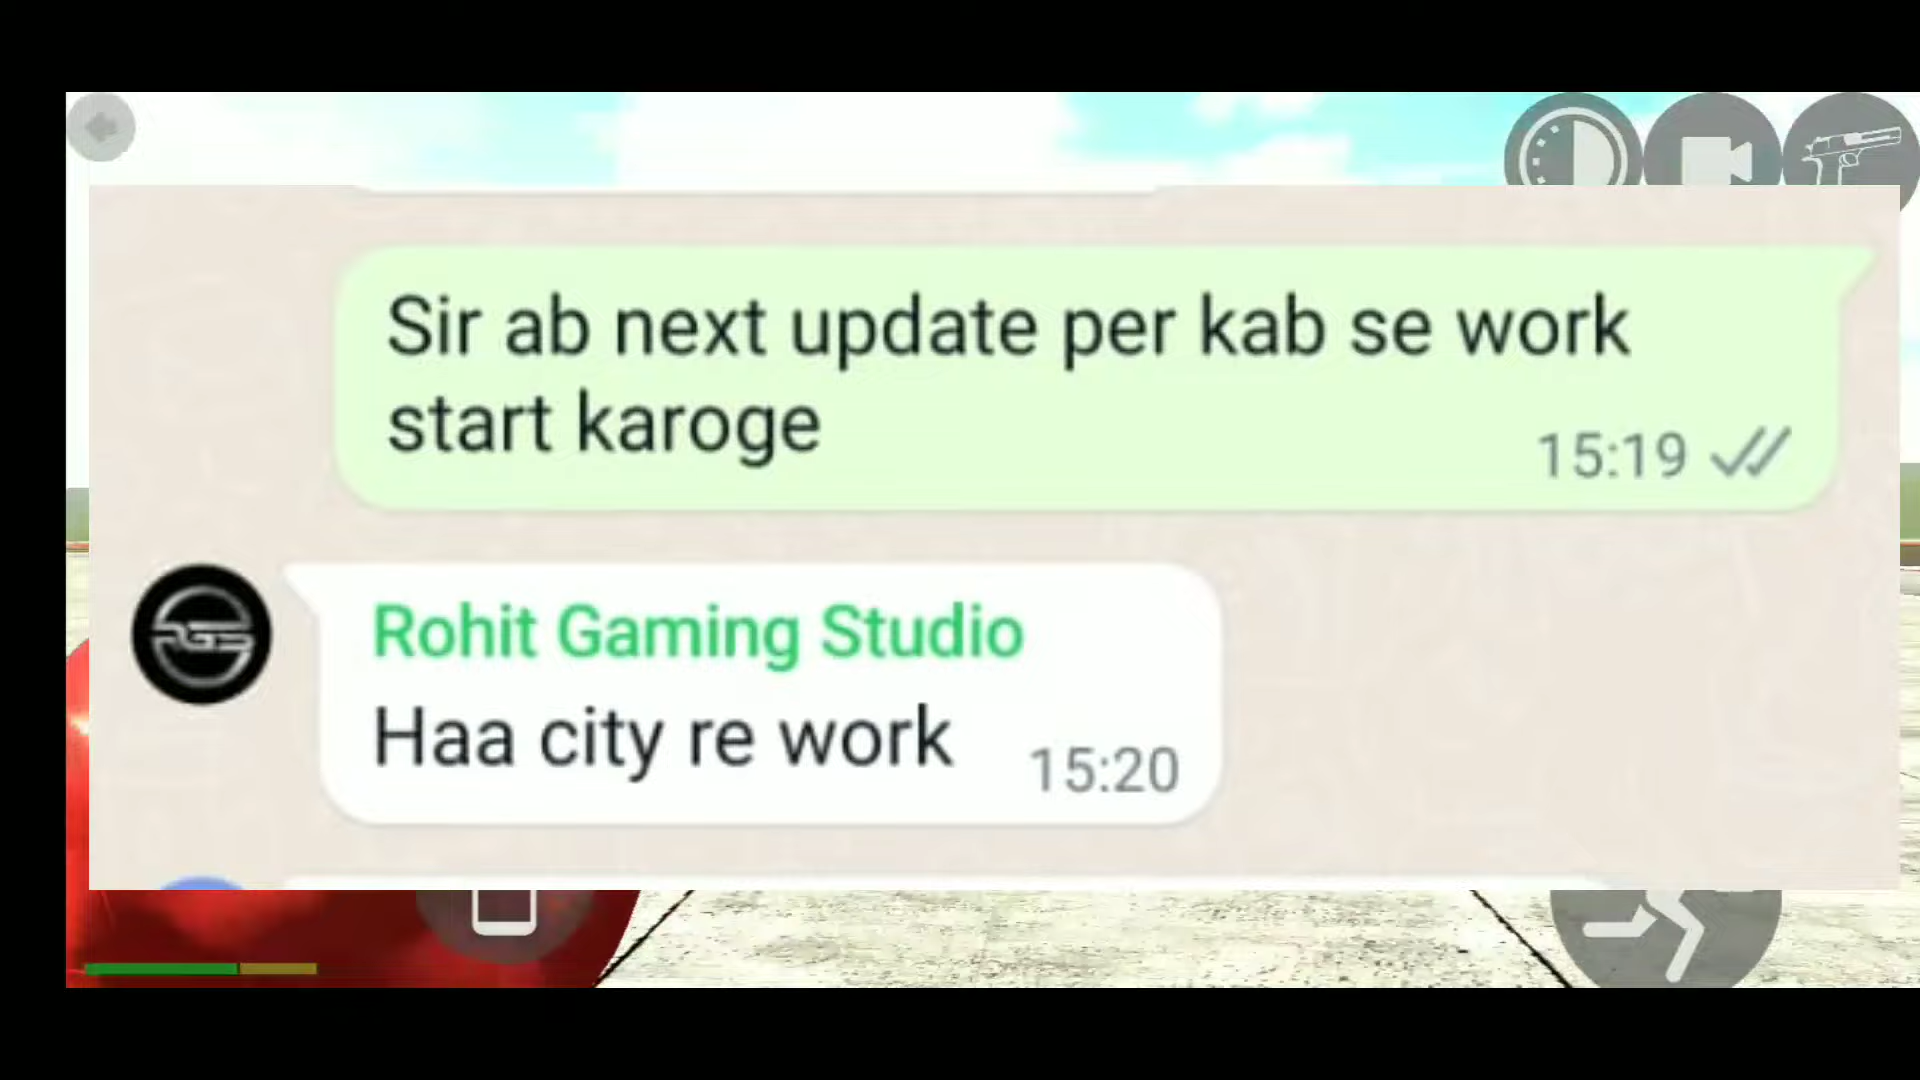 Sir ab next update per kab se work
start karoge
15:19
Rohit Gaming Studio
Haa city re work
15:20